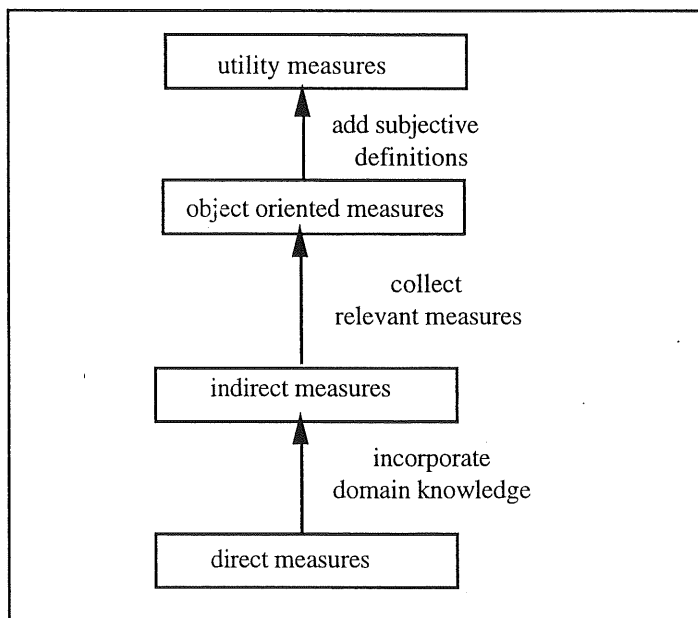 utility measures
add subjective
definitions
object oriented measures
collect
relevant measures
indirect measures
incorporate
domain knowledge
direct measures